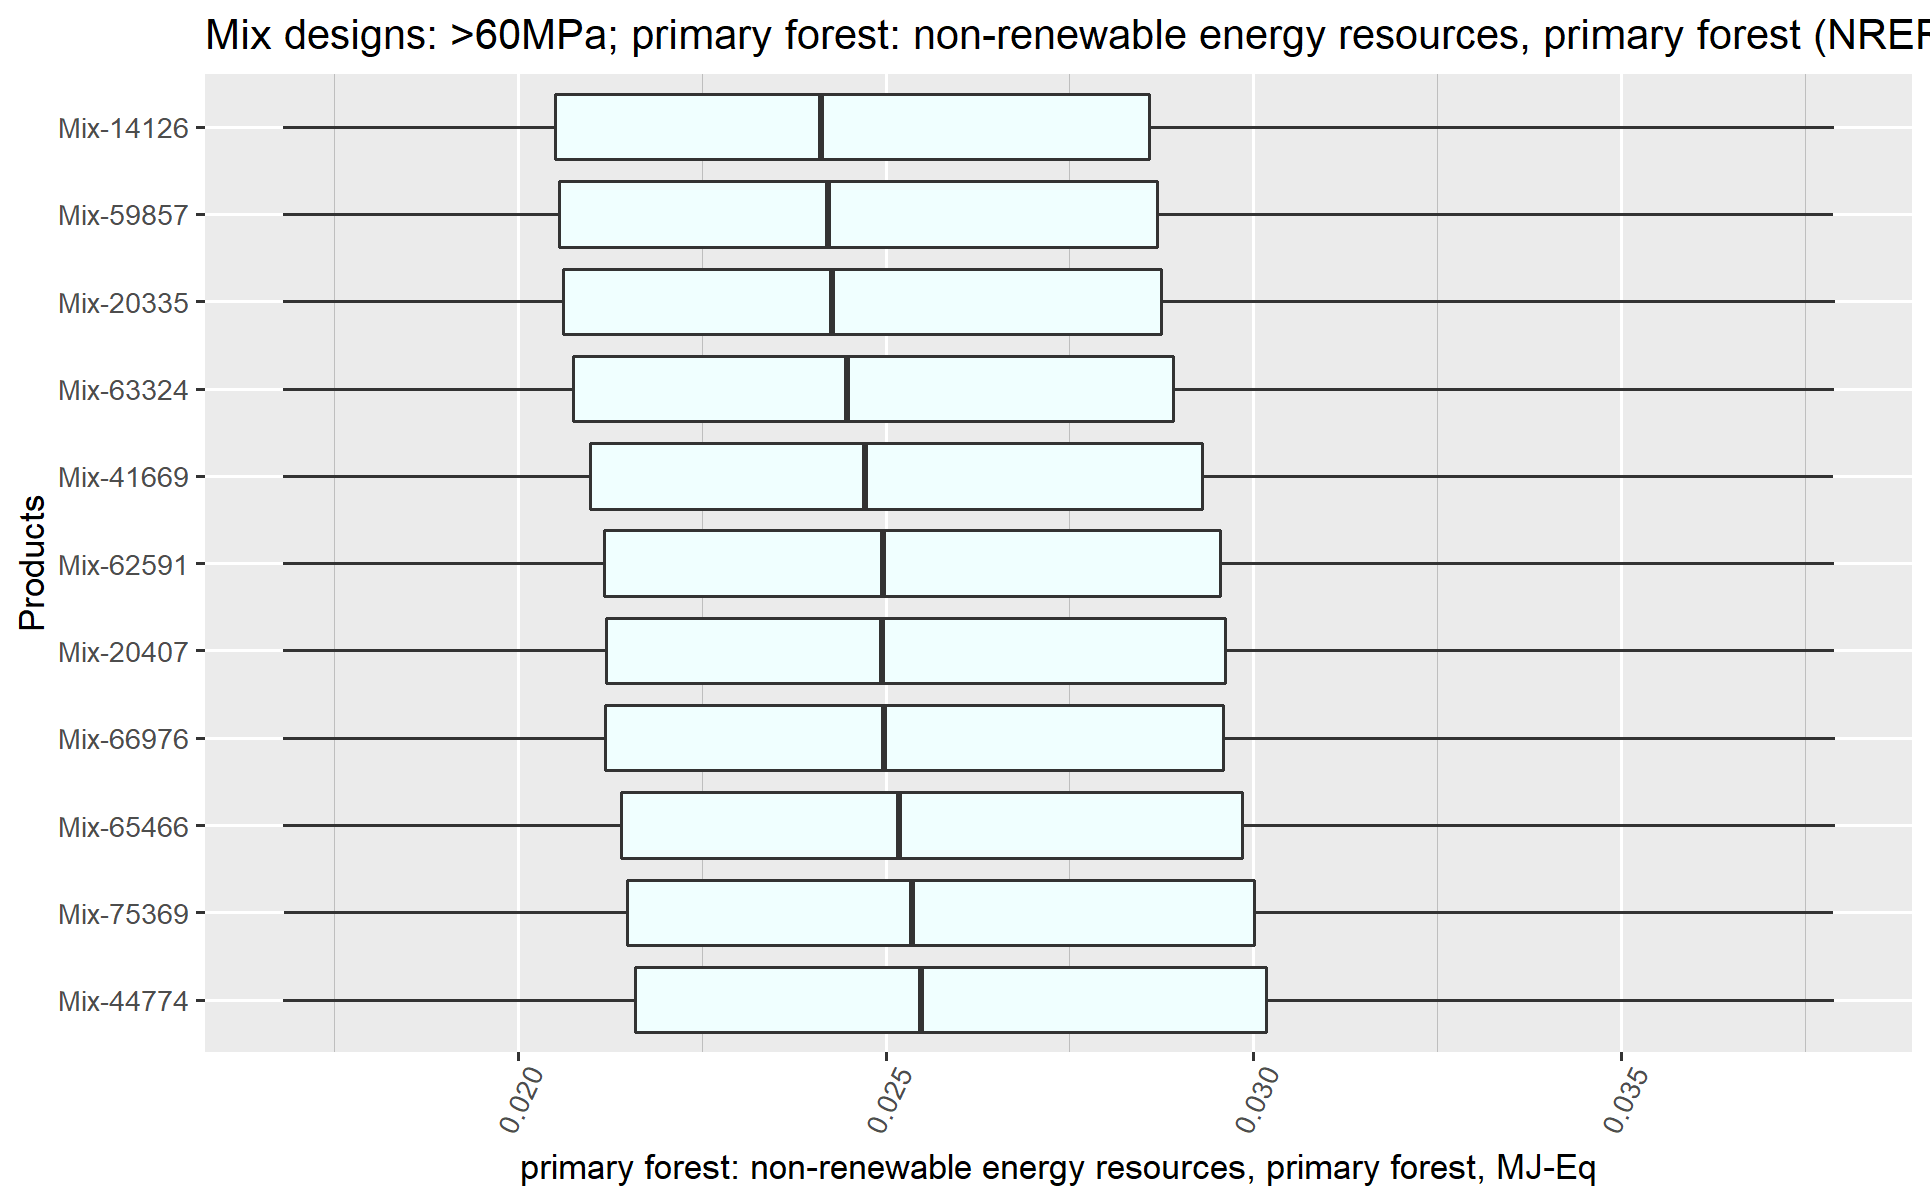 Mix designs: >60MPa; primary forest: non-renewable energy resources, primary forest (NRER
Mix-14126
Mix-59857
Mix-20335
Mix-63324
Mix-41669
Mix-62591
Mix-20407
Mix-66976
Mix-65466
Mix-75369
Mix-44774
Products
0.020
0.025
0.030
0.035
primary forest: non-renewable energy resources, primary forest, MJ-Eq